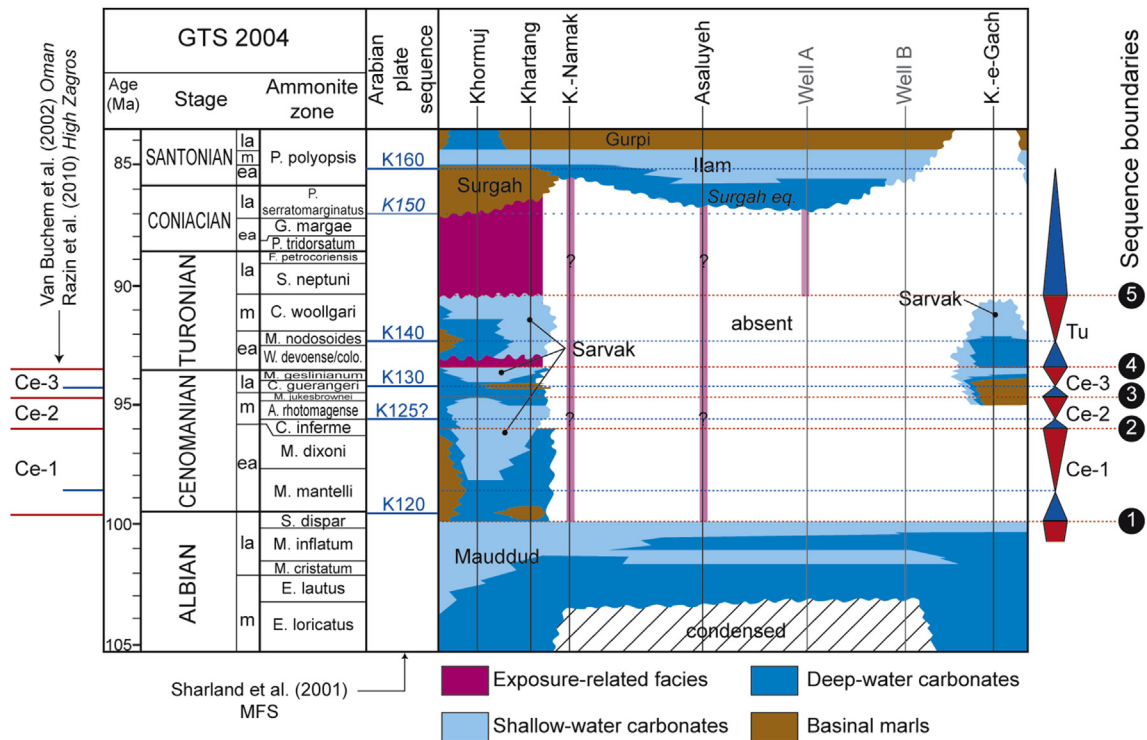 GTS 2004
Age
(Ma)
Stage
Ammonite
zone
Arabian
plate
sequence
Khormuj
Khartang
K.-Namak
Asaluyeh
Well A
Well B
K.-e-Gach
Sequence boundaries
Van Buchem et al. (2002) Oman
Razin et al. (2010) High Zagros
85
90
95
100
105
SANTONIAN
la
m
ea
P. polyopsis
CONIACIAN
la
ea
P.
serratomarginatus
G. margae
P. tridorsatum
TURONIAN
la
m
ea
F. petrocoriensis
S. neptuni
C. woollgari
M. nodosoides
W. devoense/colo.
CENOMANIAN
la
m
ea
M. geslinianum
C. guerangeri
M. jukesbrownei
A. rhotomagense
C. inferme
M. dixoni
M. mantelli
ALBIAN
la
m
S. dispar
M. inflatum
M. cristatum
E. lautus
E. loricatus
K160
K150
K140
K130
K125?
K120
Gurpi
Ilam
Surgah
Surgah eq.
?
?
absent
Sarvak
Sarvak
?
?
Mauddud
condensed
Ce-3
Ce-2
Ce-1
5
Tu
4
Ce-3
3
Ce-2
2
Ce-1
1
Sharland et al. (2001)
MFS
Exposure-related facies
Deep-water carbonates
Shallow-water carbonates
Basinal marls